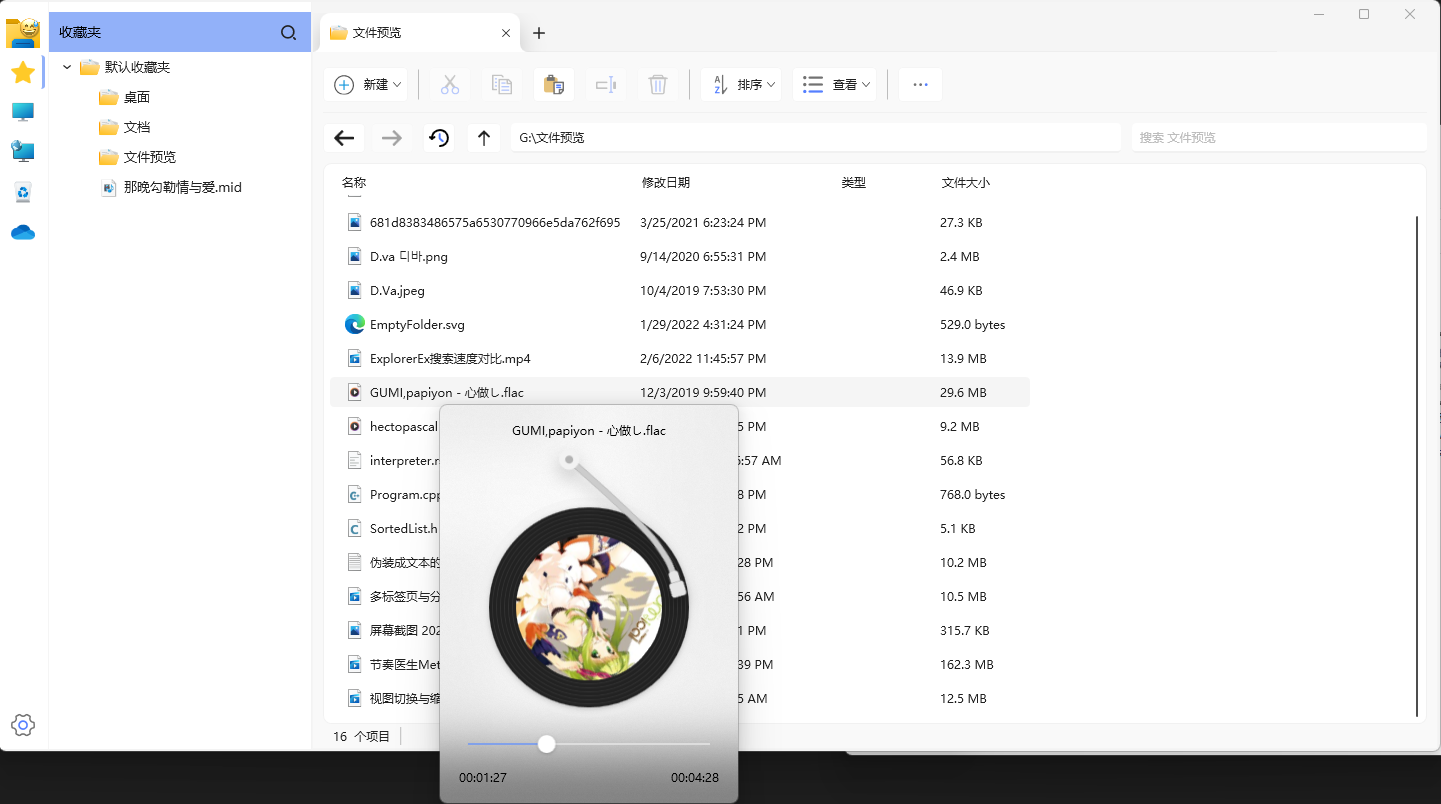 收藏夹
文件预览
默认收藏夹
桌面
文档
文件预览
那晚勾勒情与爱.mid
新建
排序
查看
G:\文件预览
搜索 文件预览
名称 修改日期 类型 文件大小
681d8383486575a6530770966e5da762f695 3/25/2021 6:23:24 PM 27.3 KB
D.va 디바.png 9/14/2020 6:55:31 PM 2.4 MB
D.Va.jpeg 10/4/2019 7:53:30 PM 46.9 KB
EmptyFolder.svg 1/29/2022 4:31:24 PM 529.0 bytes
ExplorerEx搜索速度对比.mp4 2/6/2022 11:45:57 PM 13.9 MB
GUMI,papiyon - 心做し.flac 12/3/2019 9:59:40 PM 29.6 MB
hectopascal 5 PM 9.2 MB
interpreter.r 6:57 AM 56.8 KB
Program.cpp 8 PM 768.0 bytes
SortedList.h 2 PM 5.1 KB
伪装成文本的 28 PM 10.2 MB
多标签页与分 56 AM 10.5 MB
屏幕截图 202 1 PM 315.7 KB
节奏医生Met 39 PM 162.3 MB
视图切换与缩 5 AM 12.5 MB
GUMI,papiyon - 心做し.flac
00:01:27 00:04:28
16 个项目